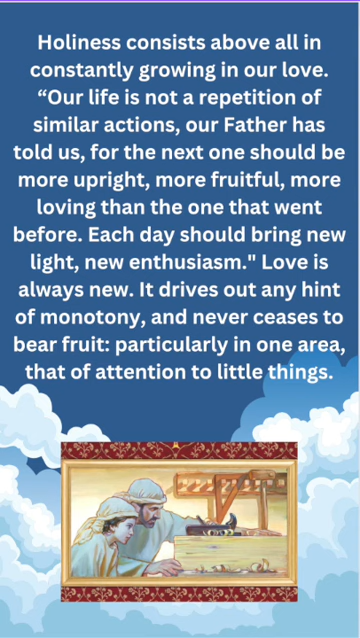 Holiness consists above all in
constantly growing in our love.
“Our life is not a repetition of
similar actions, our Father has
told us, for the next one should be
more upright, more fruitful, more
loving than the one that went
before. Each day should bring new
light, new enthusiasm." Love is
always new. It drives out any hint
of monotony, and never ceases to
bear fruit: particularly in one area,
that of attention to little things.